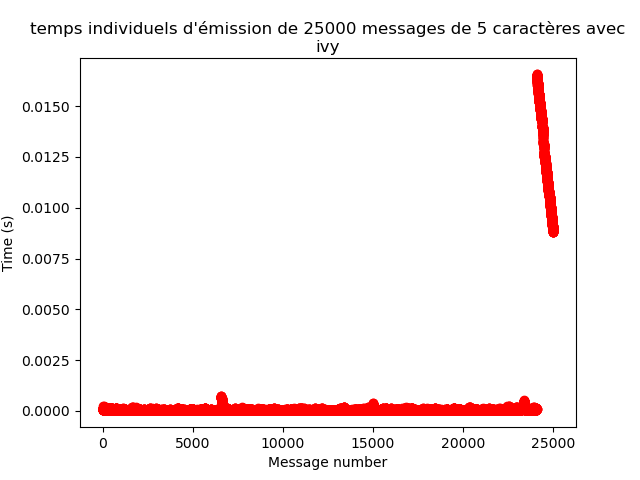 temps individuels d'émission de 25000 messages de 5 caractères avec
ivy
0.0150
0.0125
0.0100
0.0075
0.0050
0.0025
0.0000
Time (s)
0 5000 10000 15000 20000 25000
Message number